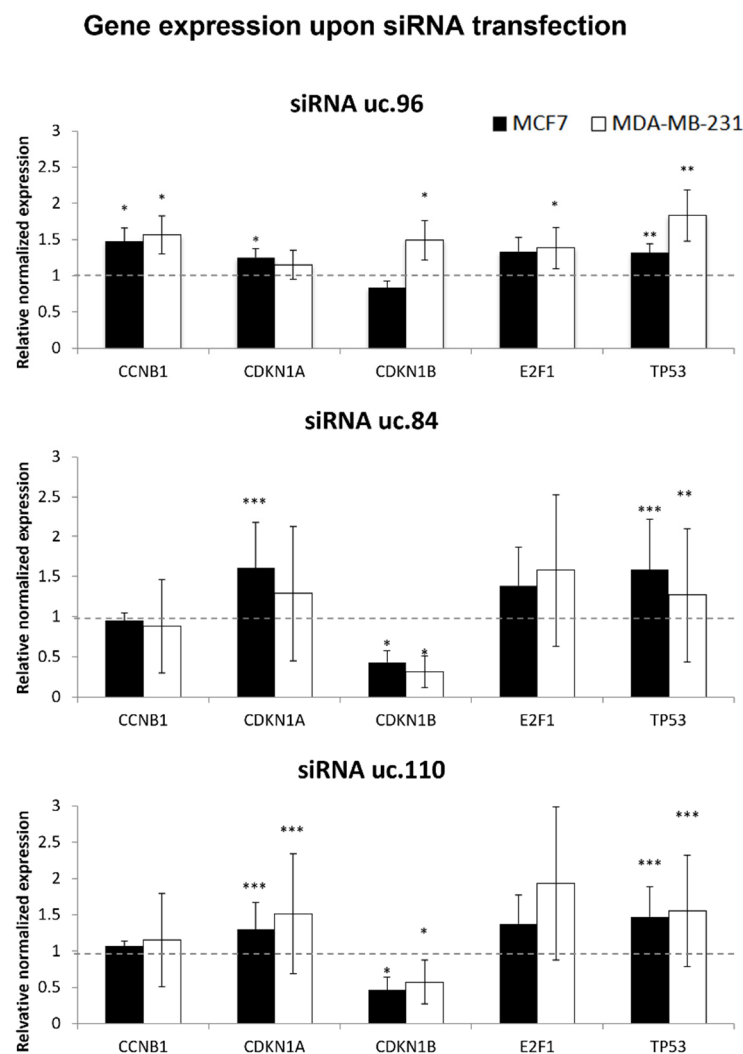 Gene expression upon siRNA transfection
siRNA uc.96
MCF7 MDA-MB-231
Relative normalized expression
3
2.5
2
1.5
1
0.5
0
* * * * * ** **
CCNB1 CDKN1A CDKN1B E2F1 TP53
siRNA uc.84
Relative normalized expression
3
2.5
2
1.5
1
0.5
0
*** * * *** **
CCNB1 CDKN1A CDKN1B E2F1 TP53
siRNA uc.110
Relvative normalized expression
3
2.5
2
1.5
1
0.5
0
*** *** * * *** ***
CCNB1 CDKN1A CDKN1B E2F1 TP53